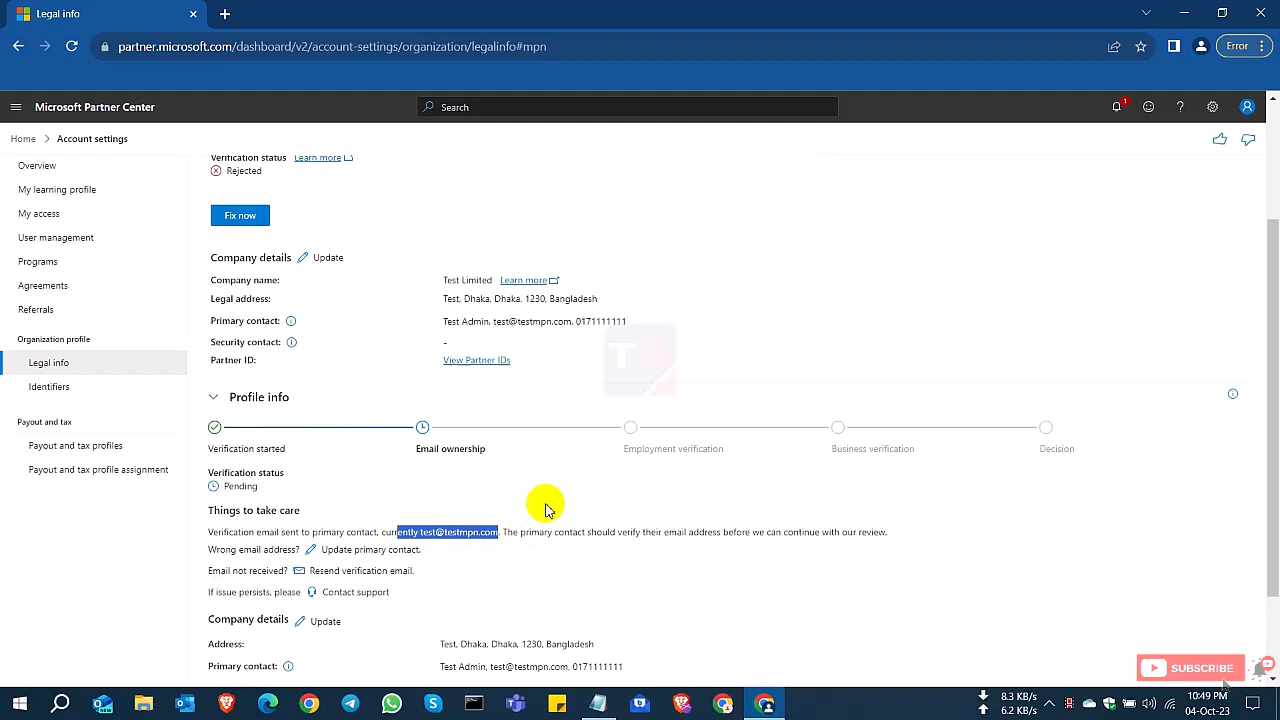 Legal info
partner.microsoft.com/dashboard/v2/account-settings/organization/legalinfo#mpn
Error
Microsoft Partner Center
Search
1
Home > Account settings
Overview
My learning profile
My access
User management
Programs
Agreements
Referrals
Organization profile
Legal info
Identifiers
Payout and tax
Payout and tax profiles
Payout and tax profile assignment
Verification status Learn more
Rejected
Fix now
Company details Update
Company name: Test Limited Learn more
Legal address: Test, Dhaka, Dhaka, 1230, Bangladesh
Primary contact: Test Admin, test@testmpn.com, 0171111111
Security contact: -
Partner ID: View Partner IDs
T
Profile info
Verification started Email ownership Employment verification Business verification Decision
Verification status
Pending
Things to take care
Verification email sent to primary contact, currently test@testmpn.com. The primary contact should verify their email address before we can continue with our review.
Wrong email address? Update primary contact.
Email not received? Resend verification email.
If issue persists, please Contact support
Company details Update
Address: Test, Dhaka, Dhaka, 1230, Bangladesh
Primary contact: Test Admin, test@testmpn.com, 0171111111
SUBSCRIBE
8.3 KB/s
6.2 KB/s
10:49 PM
04-Oct-23